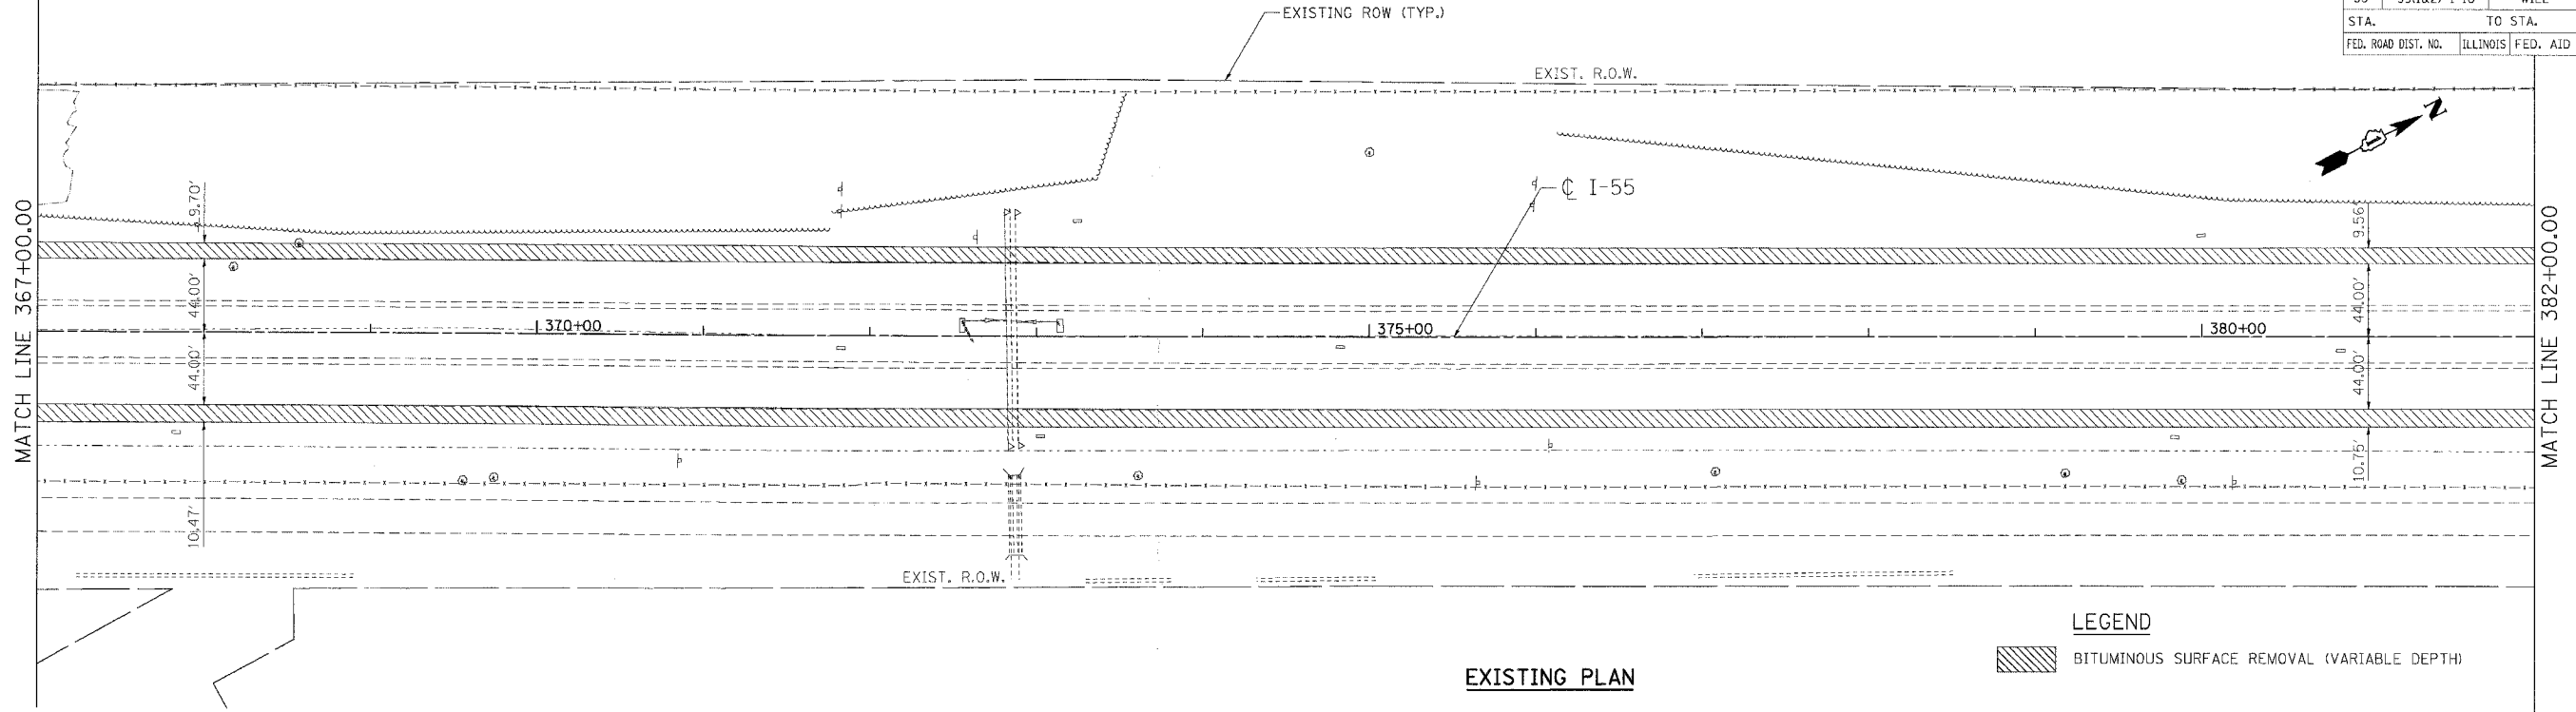 EXISTING ROW (TYP.)
WILL
STA. TO STA.
FED. ROAD DIST. NO. ILLINOIS FED. AID
EXIST. R.O.W.
N
℄ I-55
9.70'
9.56'
MATCH LINE 367+00.00
MATCH LINE 382+00.00
44.00'
44.00'
370+00
375+00
380+00
44.00'
44.00'
10.47'
10.75'
EXIST. R.O.W.
LEGEND
BITUMINOUS SURFACE REMOVAL (VARIABLE DEPTH)
EXISTING PLAN